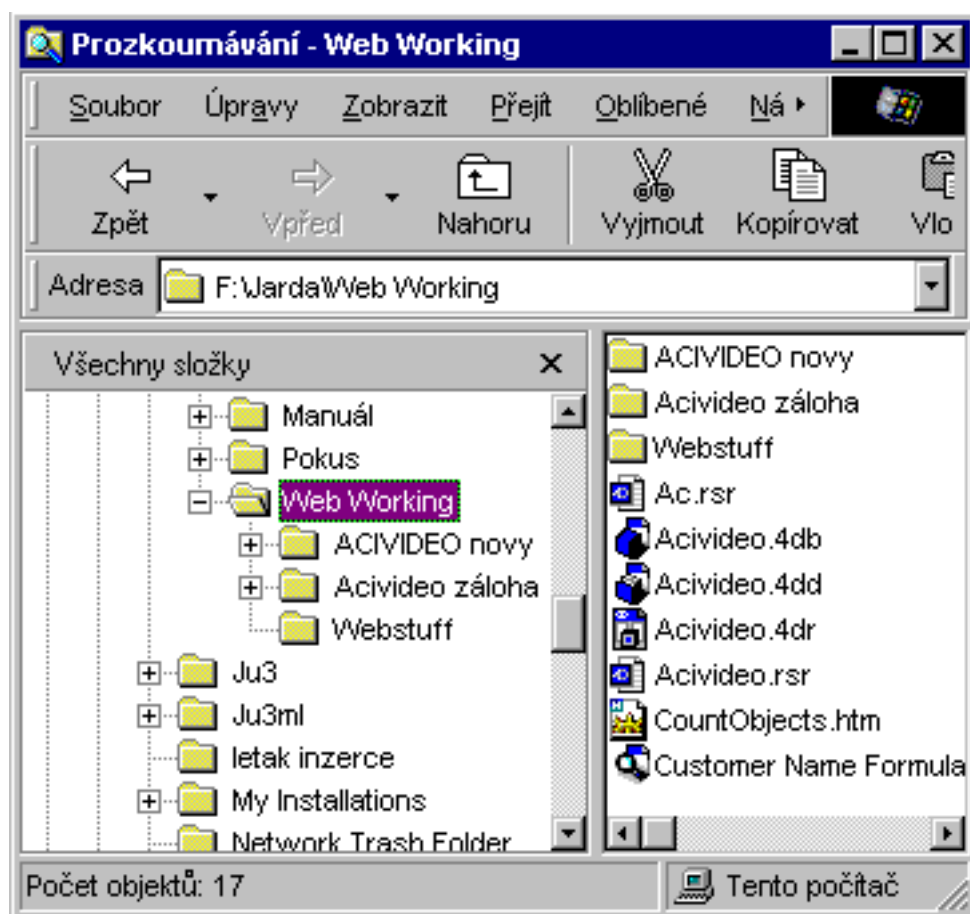 Prozkoumávání - Web Working
Soubor Úpravy Zobrazit Přejít Oblíbené Ná
Zpět Vpřed Nahoru Vyjmout Kopírovat Vlo
Adresa F:\Jarda\Web Working
Všechny složky
Manuál
Pokus
Web Working
ACIVIDEO novy
Acivideo záloha
Webstuff
Ju3
Ju3ml
letak inzerce
My Installations
Network Trash Folder
ACIVIDEO novy
Acivideo záloha
Webstuff
Ac.rsr
Acivideo.4db
Acivideo.4dd
Acivideo.4dr
Acivideo.rsr
CountObjects.htm
Customer Name Formula
Počet objektů: 17
Tento počítač